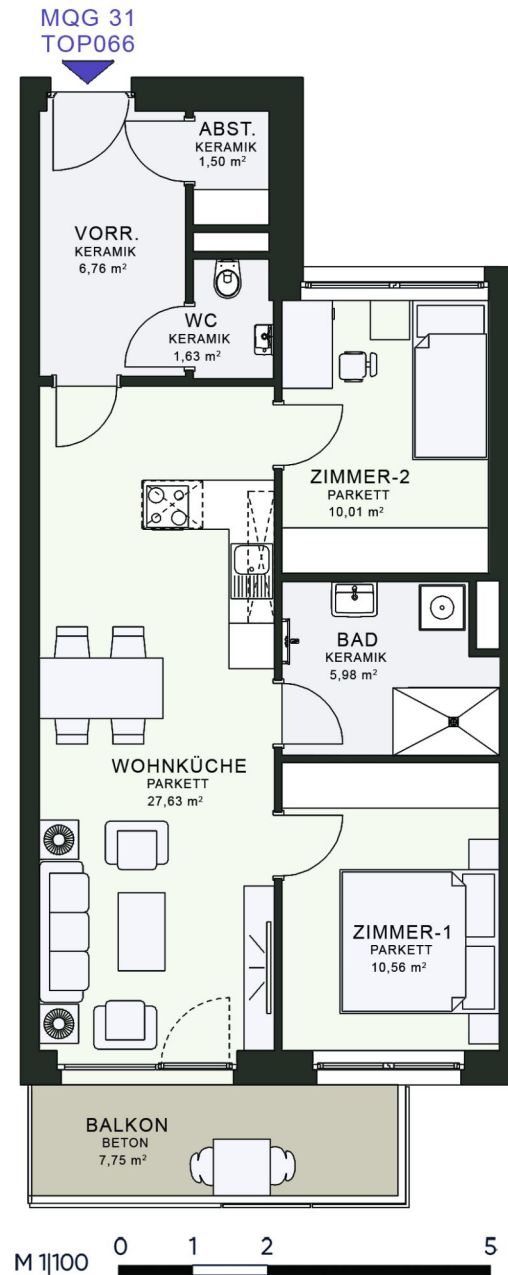 MQG 31
TOP066
ABST.
KERAMIK
1,50 m²
VORR.
KERAMIK
6,76 m²
WC
KERAMIK
1,63 m²
ZIMMER-2
PARKETT
10,01 m²
BAD
KERAMIK
5,98 m²
WOHNKÜCHE
PARKETT
27,63 m²
ZIMMER-1
PARKETT
10,56 m²
BALKON
BETON
7,75 m²
M 1|100 0 1 2 5